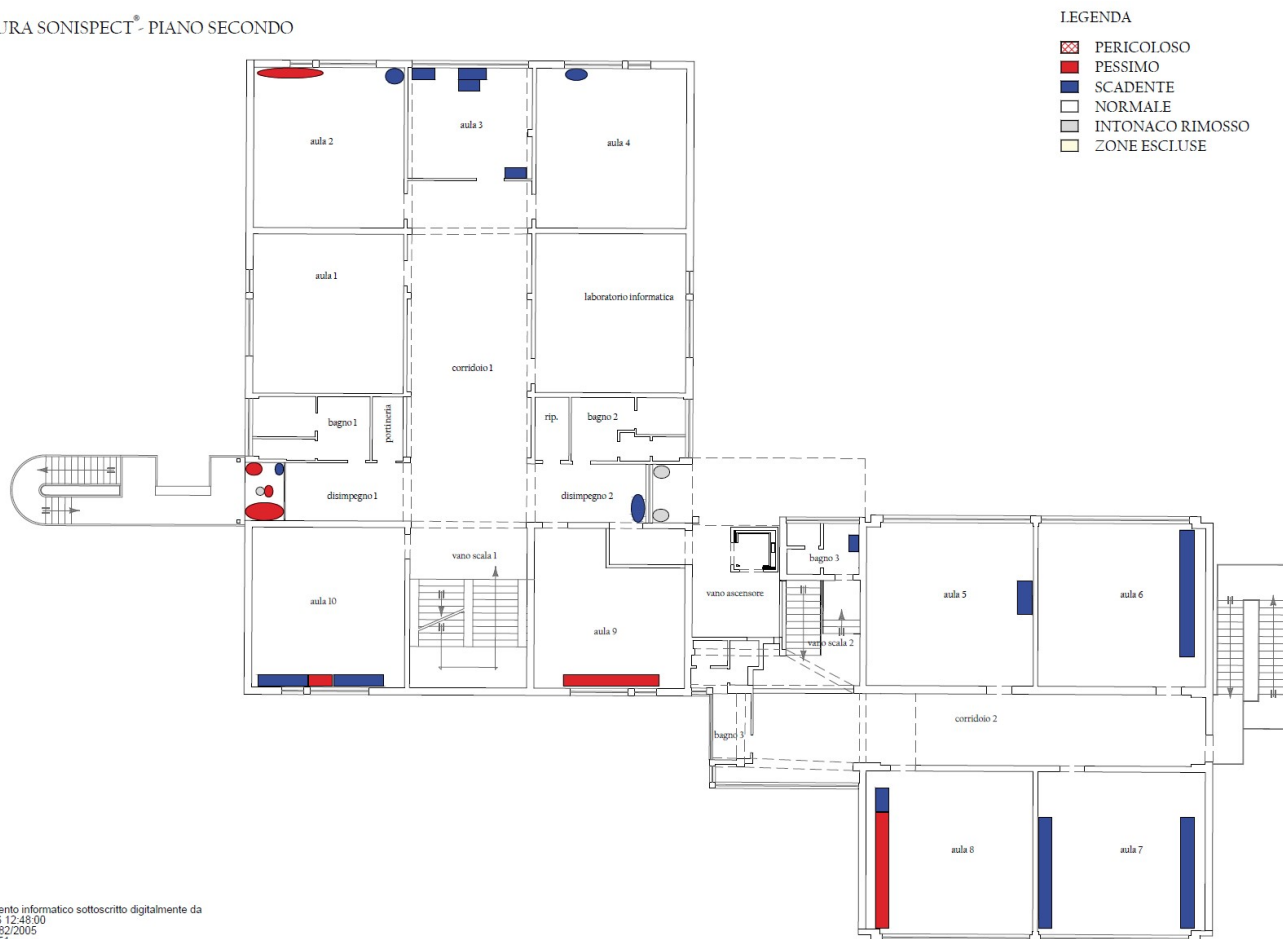 URA SONISPECT® - PIANO SECONDO
LEGENDA
PERICOLOSO
PESSIMO
SCADENTE
NORMALE
INTONACO RIMOSSO
ZONE ESCLUSE
aula 2
aula 3
aula 4
aula 1
laboratorio informatica
corridoio 1
bagno 1
portineria
rip.
bagno 2
disimpegno 1
disimpegno 2
vano scala 1
bagno 3
aula 10
vano ascensore
aula 5
aula 6
aula 9
vano scala 2
corridoio 2
bagno 3
aula 8
aula 7
ento informatico sottoscritto digitalmente da
12:48:00
82/2005